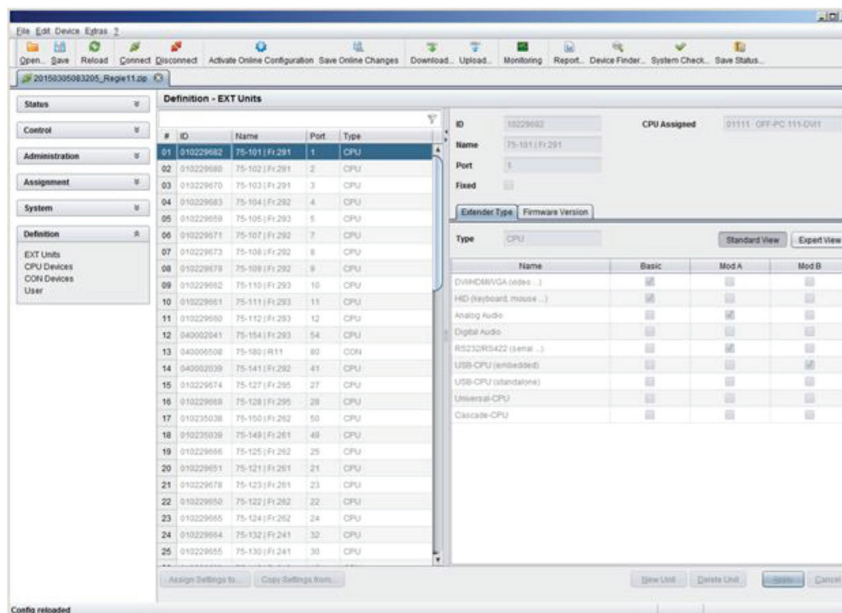 File Edit Device Extras ?
Open... Save Reload Connect Disconnect Activate Online Configuration Save Online Changes Download... Upload... Monitoring Report... Device Finder... System Check... Save Status...
20150305083205_Regie11.zip
Status
Control
Administration
Assignment
System
Definition
EXT Units
CPU Devices
CON Devices
User
Definition - EXT Units
# ID Name Port Type
01 010229682 75-101 | Fr.291 1 CPU
02 010229680 75-102 | Fr.291 2 CPU
03 010229670 75-103 | Fr.291 3 CPU
04 010229683 75-104 | Fr.292 4 CPU
05 010229659 75-105 | Fr.293 5 CPU
06 010229671 75-107 | Fr.292 7 CPU
07 010229673 75-108 | Fr.292 8 CPU
08 010229679 75-109 | Fr.292 9 CPU
09 010229662 75-110 | Fr.293 10 CPU
10 010229661 75-111 | Fr.293 11 CPU
11 010229660 75-112 | Fr.293 12 CPU
12 040002041 75-154 | Fr.293 54 CPU
13 040006508 75-180 | R11 80 CON
14 040002039 75-141 | Fr.292 41 CPU
15 010229674 75-127 | Fr.295 27 CPU
16 010229669 75-128 | Fr.295 28 CPU
17 010235038 75-150 | Fr.262 50 CPU
18 010235039 75-149 | Fr.261 49 CPU
19 010229666 75-125 | Fr.262 25 CPU
20 010229651 75-121 | Fr.261 21 CPU
21 010229678 75-123 | Fr.261 23 CPU
22 010229650 75-122 | Fr.262 22 CPU
23 010229665 75-124 | Fr.262 24 CPU
24 010229664 75-132 | Fr.241 32 CPU
25 010229655 75-130 | Fr.241 30 CPU
Assign Settings to... Copy Settings from...
ID 10229682 CPU Assigned 01111
Name 75-101 | Fr.291
Port 1
Fixed
Extender Type Firmware Version
Type CPU Standard View Expert View
Name Basic Mod A Mod B
DVI/HDMI/VGA (video ...)
HID (keyboard, mouse ...)
Analog Audio
Digital Audio
RS232/RS422 (serial ...)
USB-CPU (embedded)
USB-CPU (standalone)
Universal-CPU
Cascade-CPU
New Unit Delete Unit Apply Cancel
Config reloaded